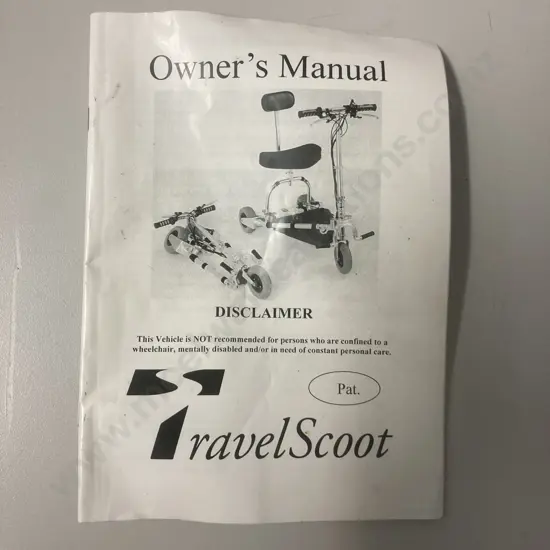 Owner's Manual
DISCLAIMER
This Vehicle is NOT recommended for persons who are confined to a
wheelchair, mentally disabled and/or in need of constant personal care.
Pat.
TravelScoot